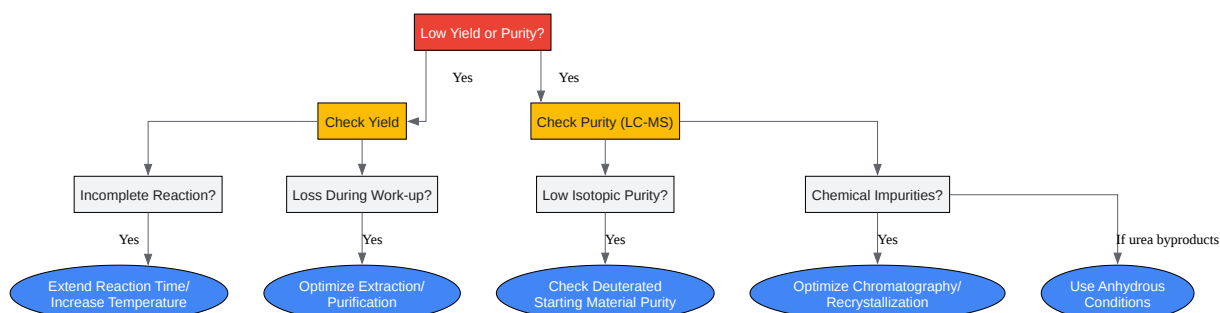 Low Yield or Purity?
Yes
Yes
Check Yield
Check Purity (LC-MS)
Incomplete Reaction?
Loss During Work-up?
Low Isotopic Purity?
Chemical Impurities?
Yes
Yes
Yes
Yes
If urea byproducts
Extend Reaction Time/
Increase Temperature
Optimize Extraction/
Purification
Check Deuterated
Starting Material Purity
Optimize Chromatography/
Recrystallization
Use Anhydrous
Conditions